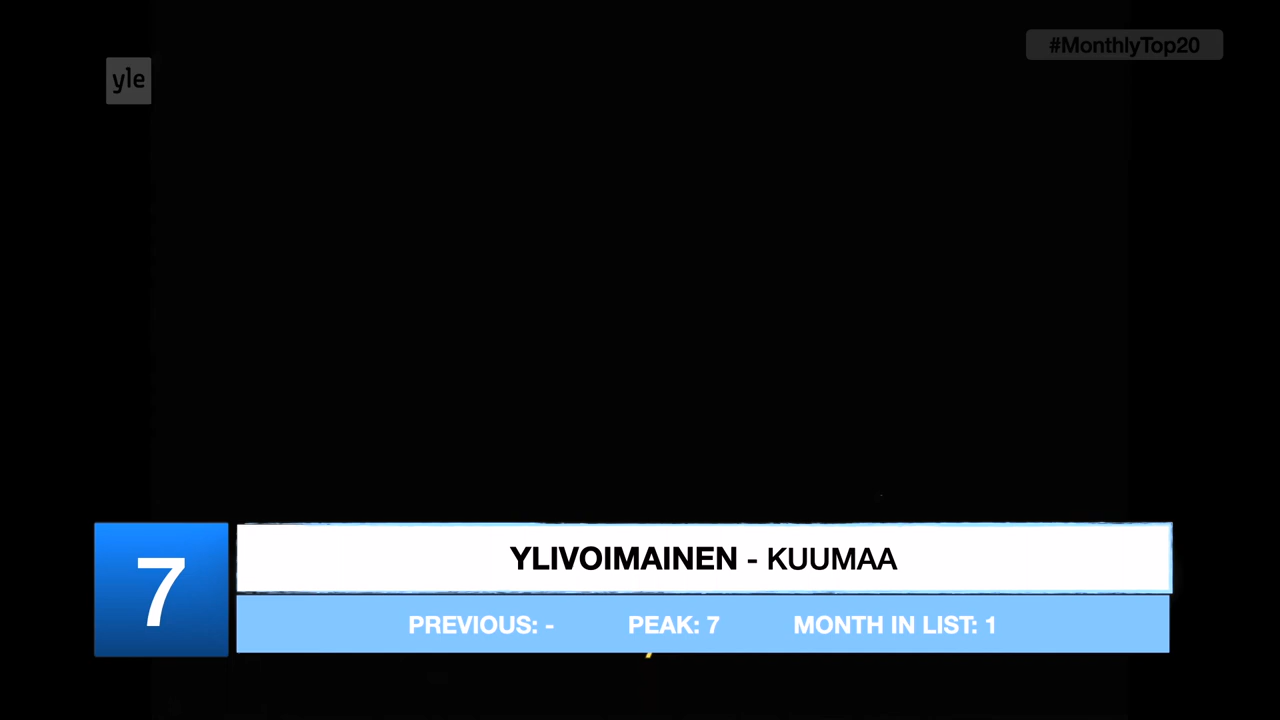 #MonthlyTop20
yle
7
YLIVOIMAINEN - KUUMAA
PREVIOUS: - PEAK: 7 MONTH IN LIST: 1